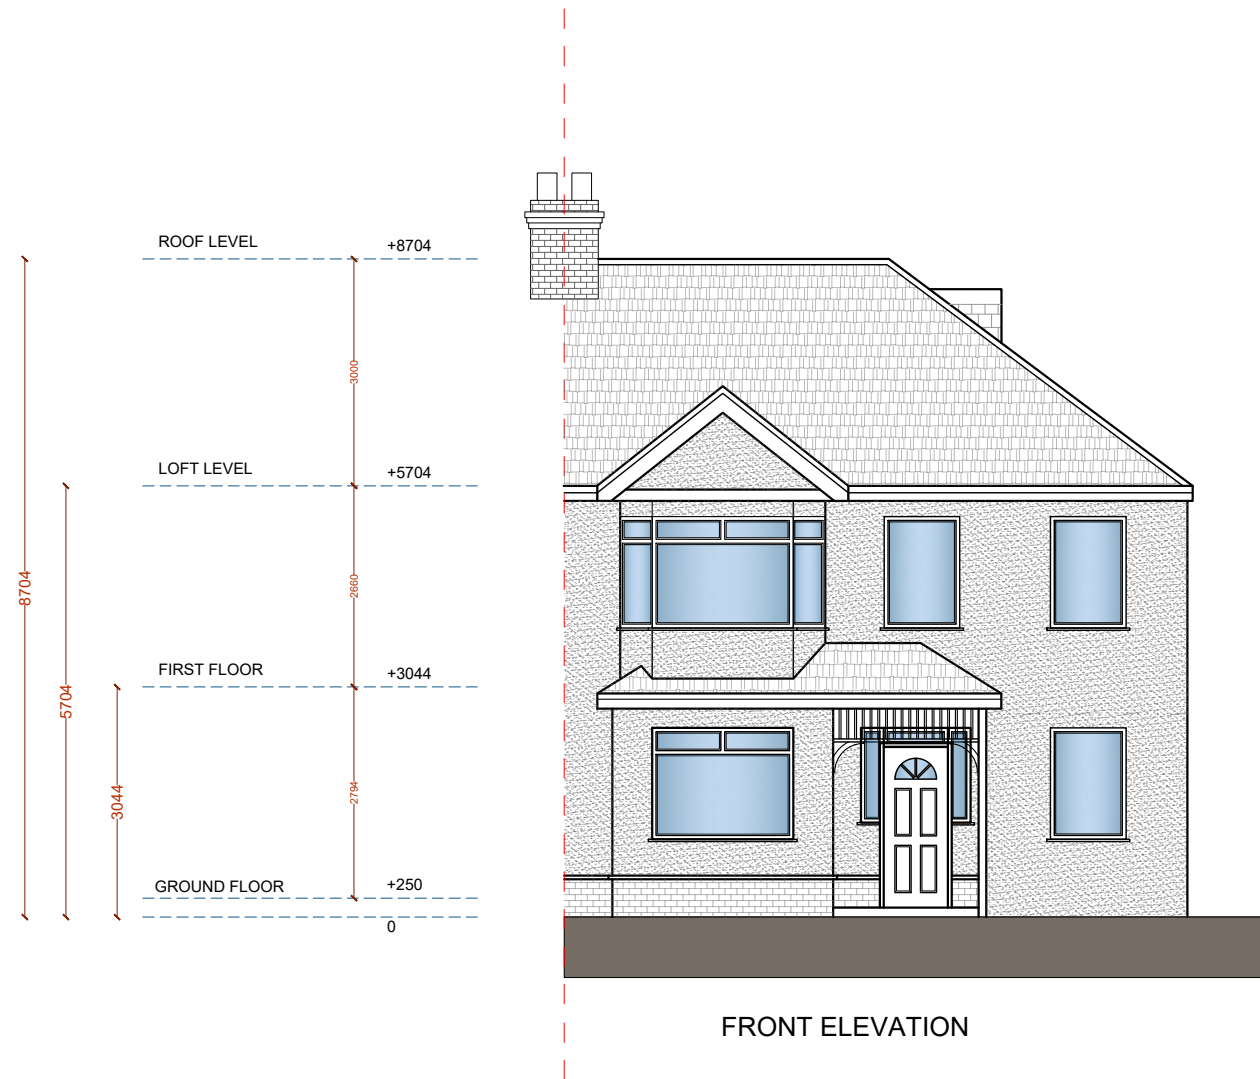 ROOF LEVEL +8704
3000
LOFT LEVEL +5704
8704
2660
FIRST FLOOR +3044
5704
3044
2794
GROUND FLOOR +250
0
FRONT ELEVATION